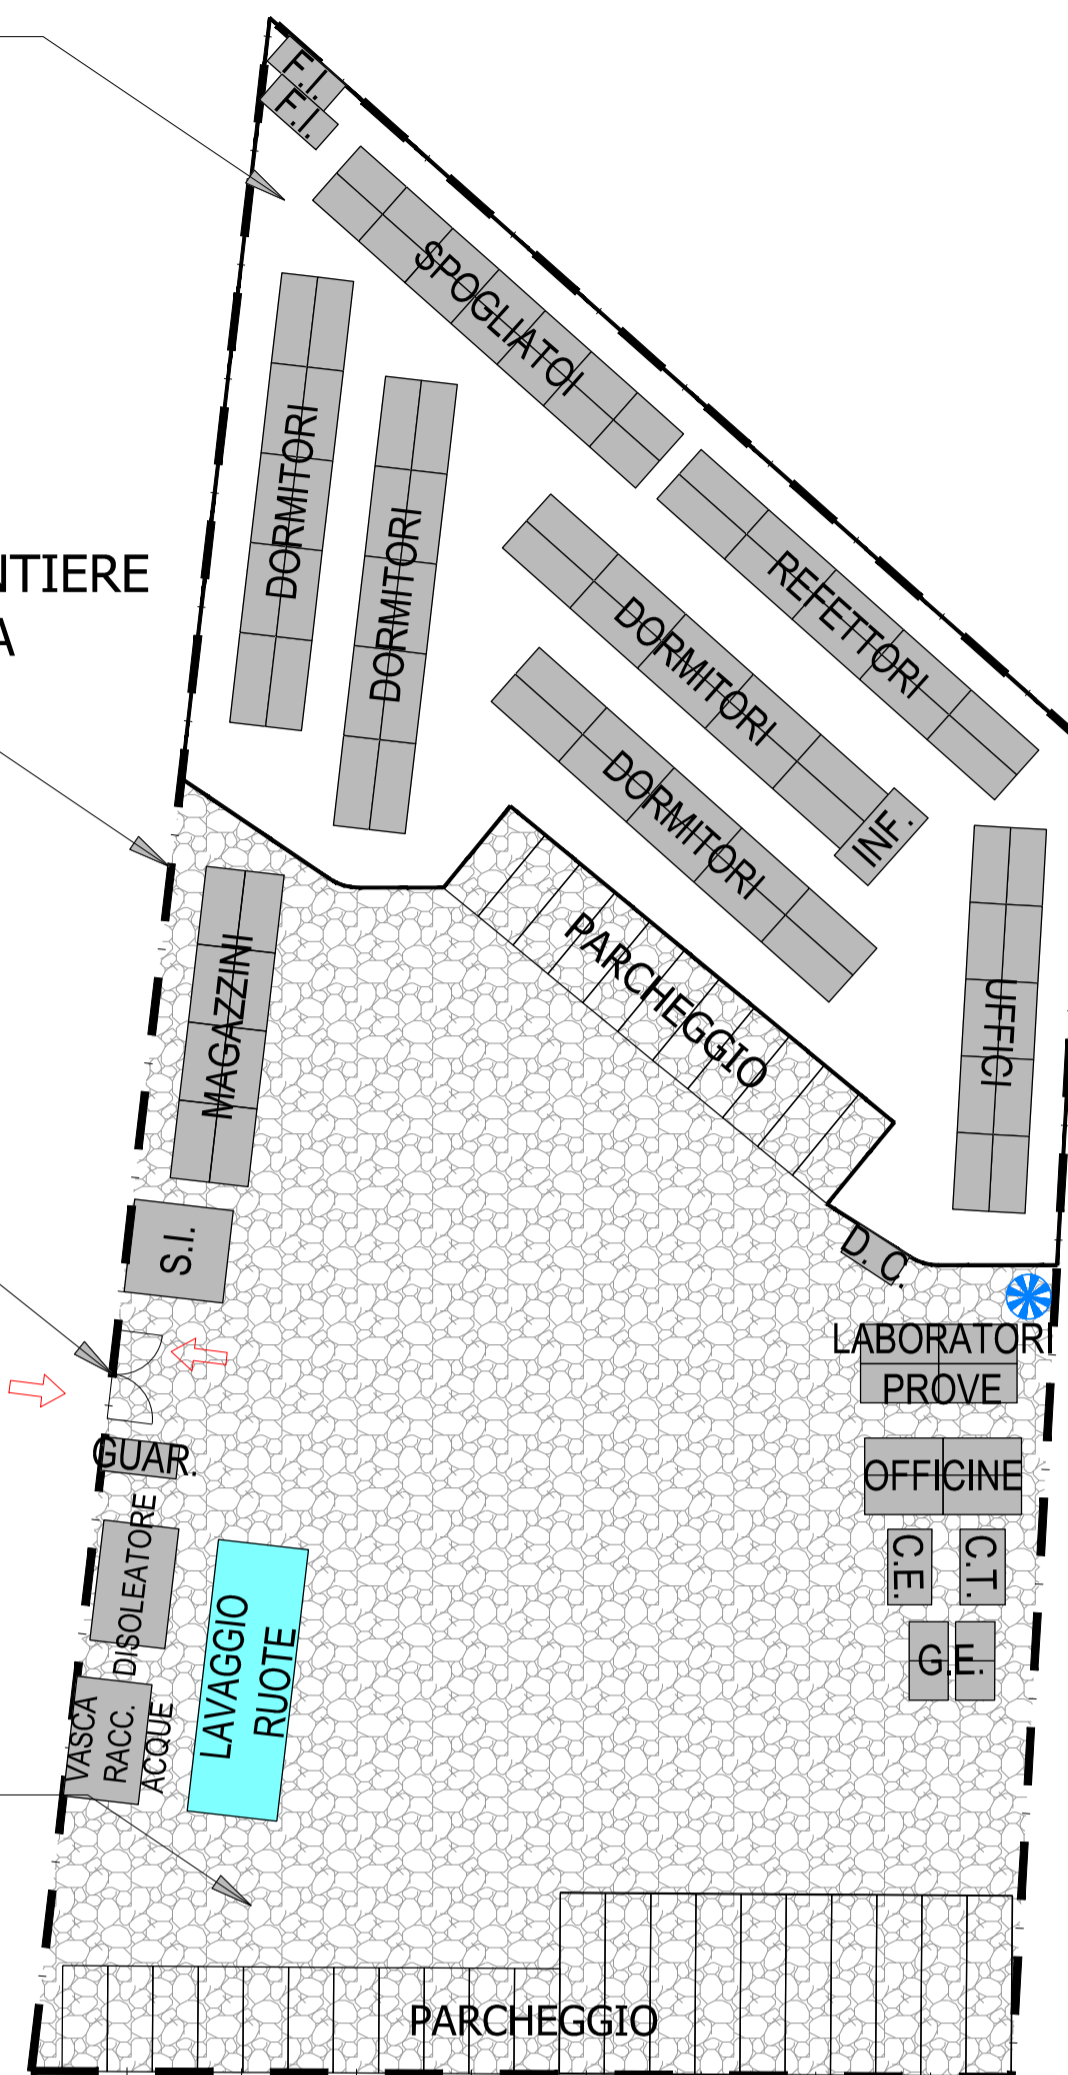 F.I.
F.I.
SPOGLIATOI
DORMITORI
DORMITORI
REFETTORI
DORMITORI
DORMITORI
INF.
NTIERE
A
UFFICI
PARCHEGGIO
MAGAZZINI
S.I.
D. C.
LABORATORI
PROVE
GUAR.
OFFICINE
DISOLEATORE
C.E.
C.T.
LAVAGGIO
RUOTE
G.E.
VASCA
RACC.
ACQUE
PARCHEGGIO